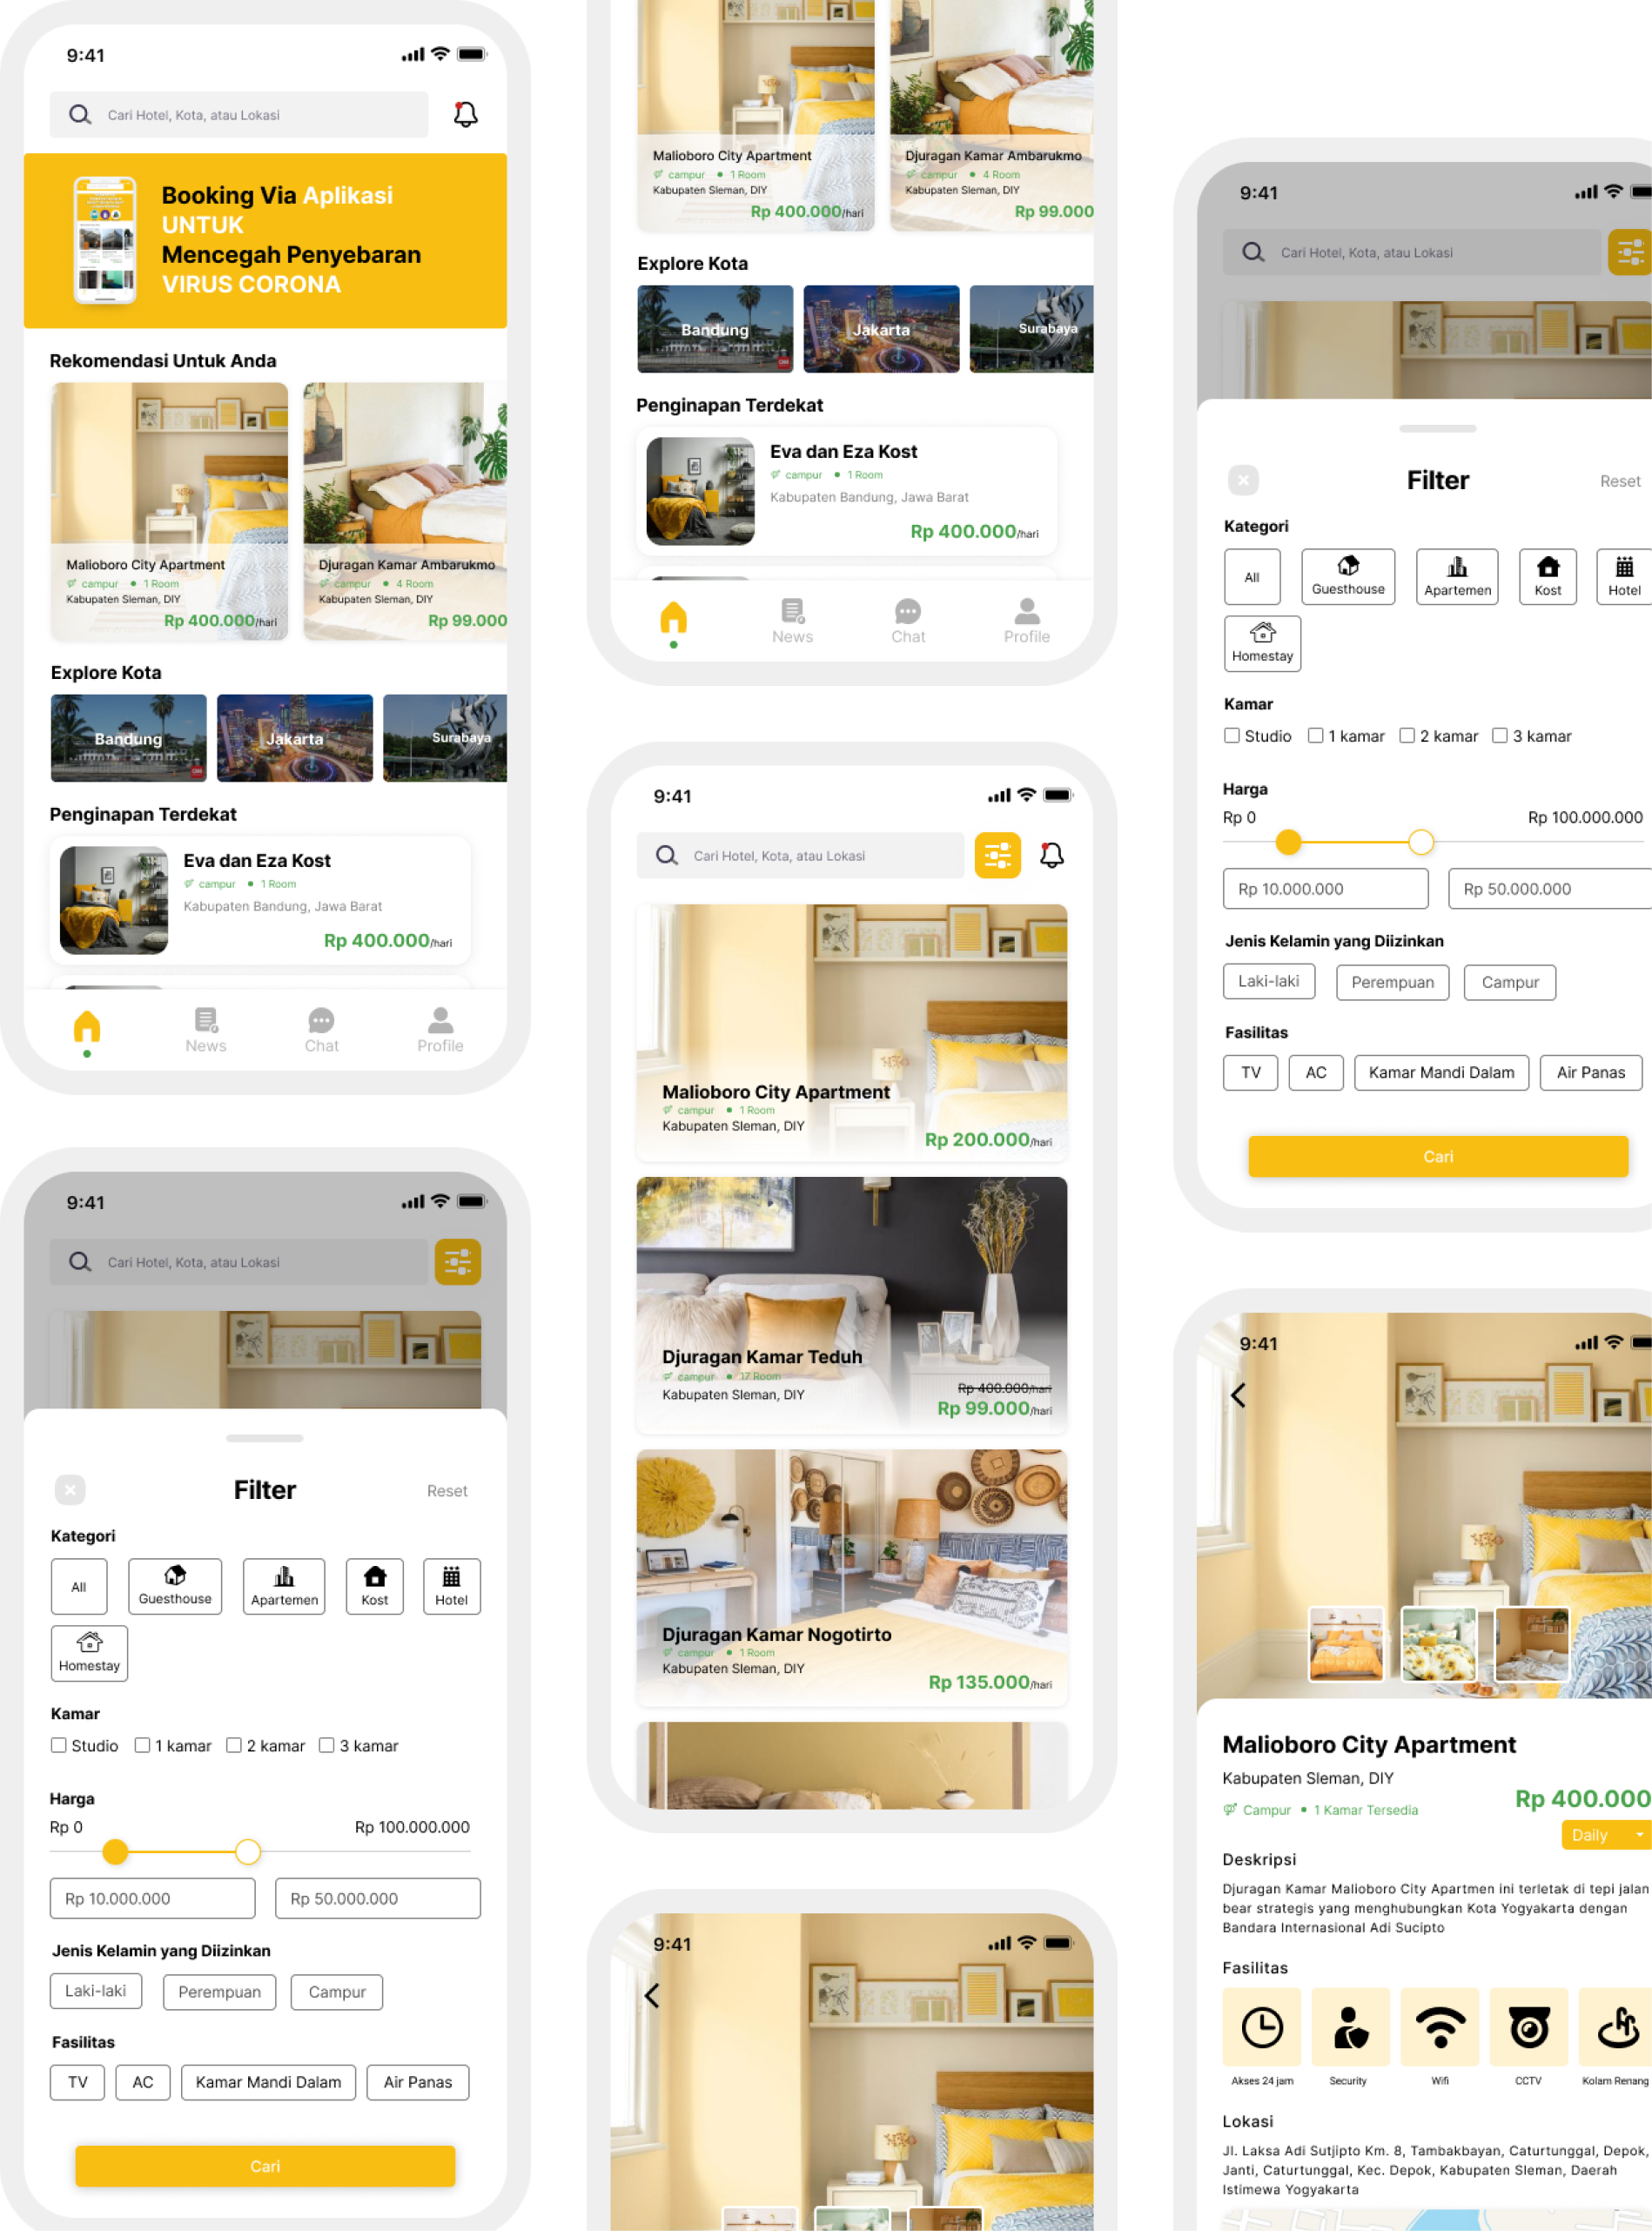 9:41
Cari Hotel, Kota, atau Lokasi
Booking Via Aplikasi
UNTUK
Mencegah Penyebaran
VIRUS CORONA
Rekomendasi Untuk Anda
Malioboro City Apartment
campur • 1 Room
Kabupaten Sleman, DIY
Rp 400.000/hari
Djuragan Kamar Ambarukmo
campur • 4 Room
Kabupaten Sleman, DIY
Rp 99.000
Explore Kota
Bandung
Jakarta
Surabaya
Penginapan Terdekat
Eva dan Eza Kost
campur • 1 Room
Kabupaten Bandung, Jawa Barat
Rp 400.000/hari
News
Chat
Profile
9:41
Cari Hotel, Kota, atau Lokasi
Filter
Reset
Kategori
All
Guesthouse
Apartemen
Kost
Hotel
Homestay
Kamar
Studio
1 kamar
2 kamar
3 kamar
Harga
Rp 0
Rp 100.000.000
Rp 10.000.000
Rp 50.000.000
Jenis Kelamin yang Diizinkan
Laki-laki
Perempuan
Campur
Fasilitas
TV
AC
Kamar Mandi Dalam
Air Panas
Cari
Malioboro City Apartment
campur • 1 Room
Kabupaten Sleman, DIY
Rp 400.000/hari
Djuragan Kamar Ambarukmo
campur • 4 Room
Kabupaten Sleman, DIY
Rp 99.000
Explore Kota
Bandung
Jakarta
Surabaya
Penginapan Terdekat
Eva dan Eza Kost
campur • 1 Room
Kabupaten Bandung, Jawa Barat
Rp 400.000/hari
News
Chat
Profile
9:41
Cari Hotel, Kota, atau Lokasi
Malioboro City Apartment
campur • 1 Room
Kabupaten Sleman, DIY
Rp 200.000/hari
Djuragan Kamar Teduh
campur • 17 Room
Kabupaten Sleman, DIY
Rp 400.000/hari
Rp 99.000/hari
Djuragan Kamar Nogotirto
campur • 1 Room
Kabupaten Sleman, DIY
Rp 135.000/hari
9:41
9:41
Cari Hotel, Kota, atau Lokasi
Filter
Reset
Kategori
All
Guesthouse
Apartemen
Kost
Hotel
Homestay
Kamar
Studio
1 kamar
2 kamar
3 kamar
Harga
Rp 0
Rp 100.000.000
Rp 10.000.000
Rp 50.000.000
Jenis Kelamin yang Diizinkan
Laki-laki
Perempuan
Campur
Fasilitas
TV
AC
Kamar Mandi Dalam
Air Panas
Cari
9:41
Malioboro City Apartment
Kabupaten Sleman, DIY
Campur • 1 Kamar Tersedia
Rp 400.000
Daily
Deskripsi
Djuragan Kamar Malioboro City Apartmen ini terletak di tepi jalan
bear strategis yang menghubungkan Kota Yogyakarta dengan
Bandara Internasional Adi Sucipto
Fasilitas
Akses 24 jam
Security
Wifi
CCTV
Kolam Renang
Lokasi
Jl. Laksa Adi Sutjipto Km. 8, Tambakbayan, Caturtunggal, Depok,
Janti, Caturtunggal, Kec. Depok, Kabupaten Sleman, Daerah
Istimewa Yogyakarta